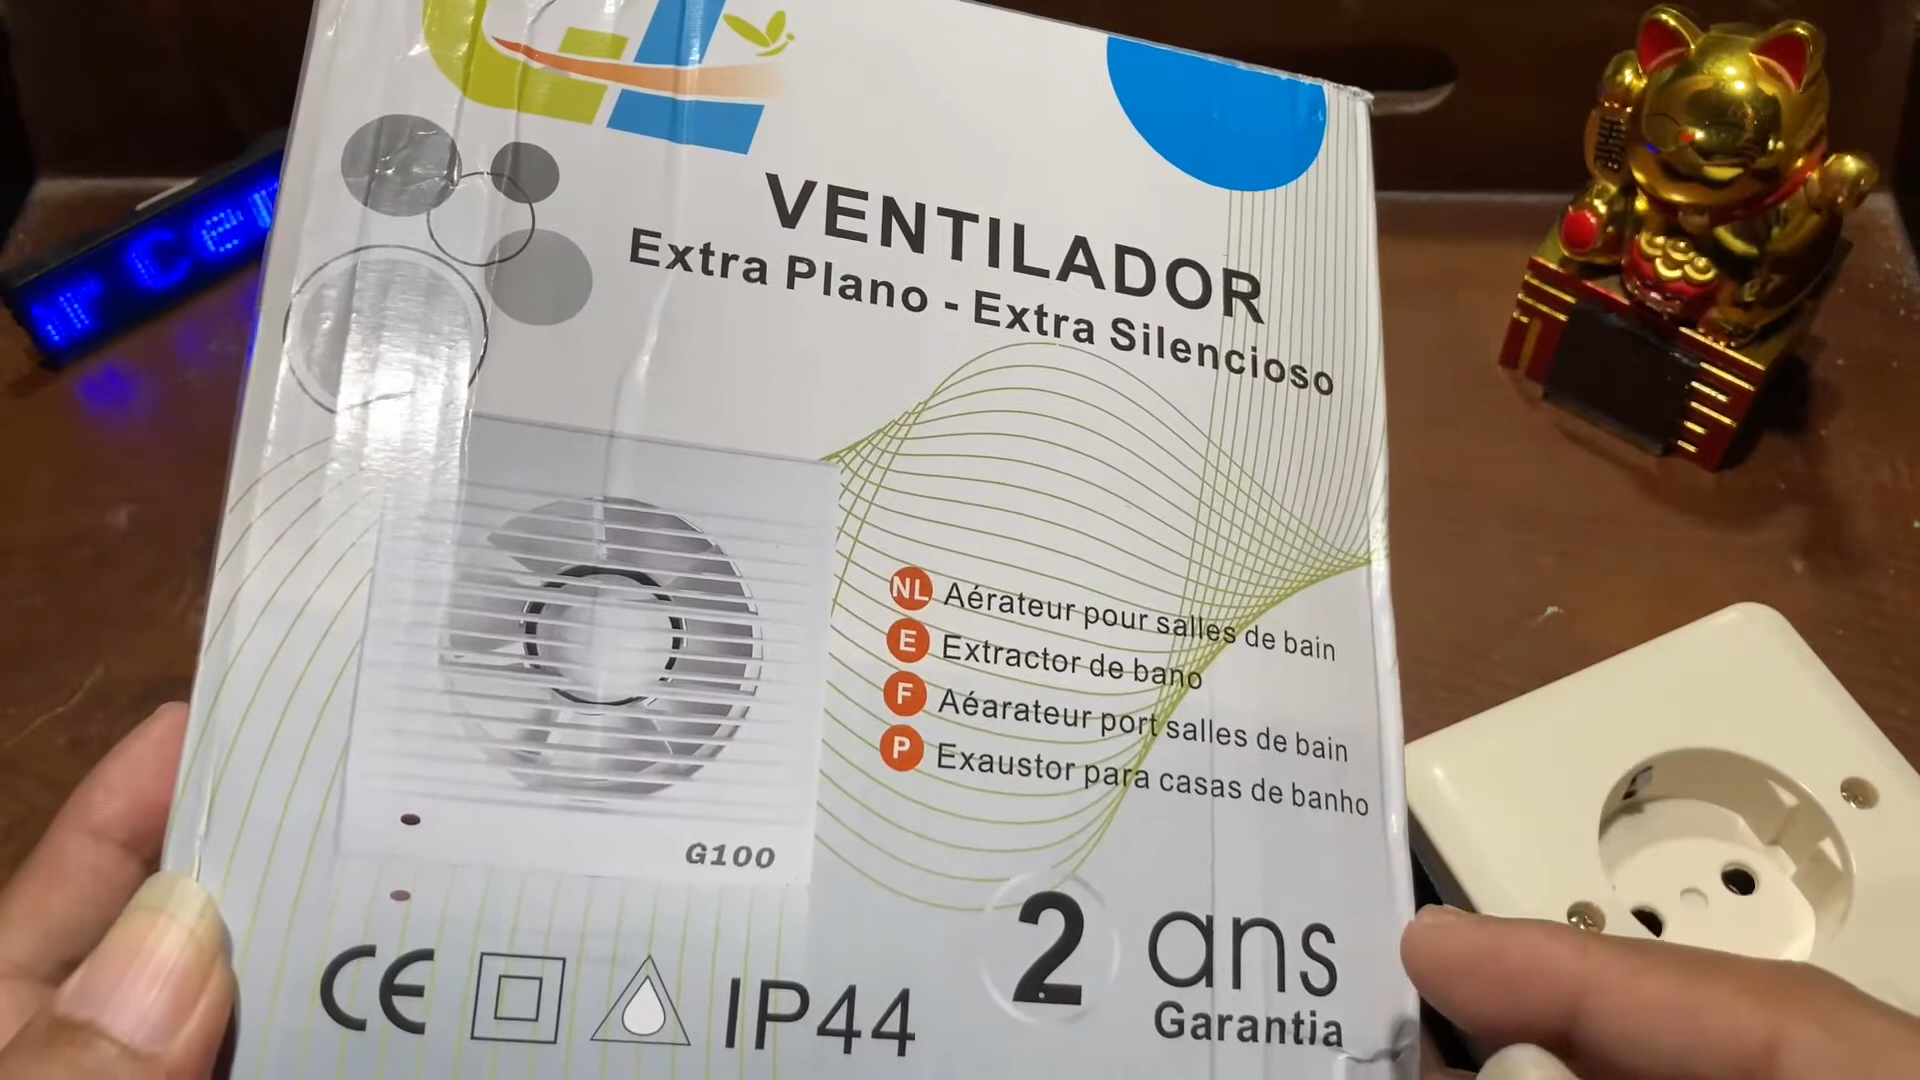 GL
VENTILADOR
Extra Plano - Extra Silencioso
NL Aérateur pour salles de bain
E Extractor de bano
F Aéarateur port salles de bain
P Exaustor para casas de banho
G100
2 ans
Garantia
CE IP44